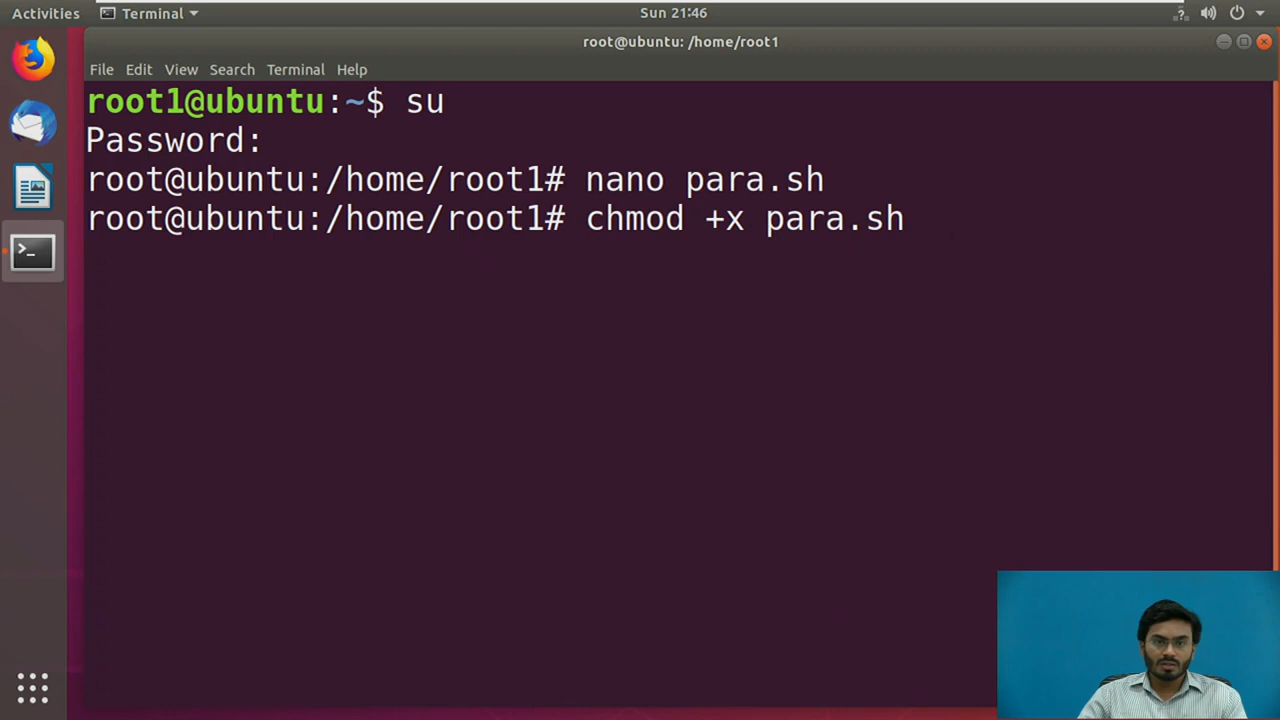 Activities Terminal Sun 21:46
root@ubuntu: /home/root1
File Edit View Search Terminal Help
root1@ubuntu:~$ su
Password:
root@ubuntu:/home/root1# nano para.sh
root@ubuntu:/home/root1# chmod +x para.sh